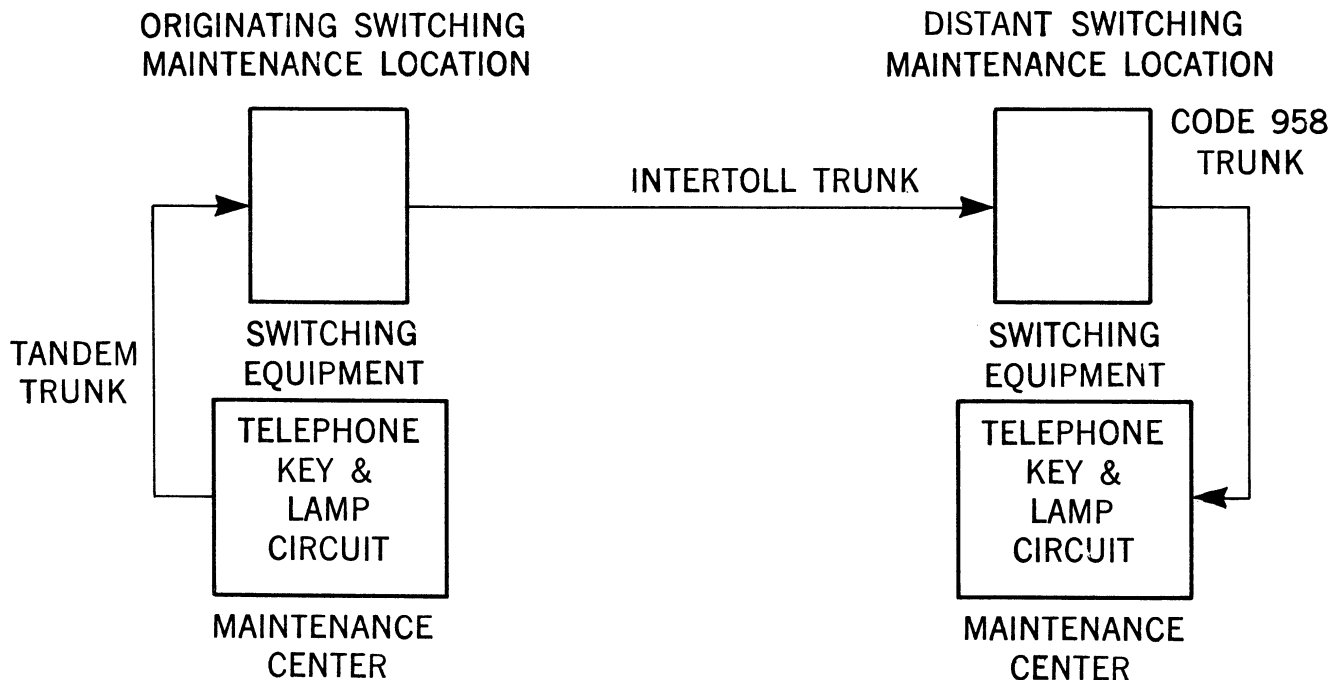 ORIGINATING SWITCHING
MAINTENANCE LOCATION
DISTANT SWITCHING
MAINTENANCE LOCATION
CODE 958
TRUNK
INTERTOLL TRUNK
SWITCHING
EQUIPMENT
SWITCHING
EQUIPMENT
TANDEM
TRUNK
TELEPHONE
KEY &
LAMP
CIRCUIT
TELEPHONE
KEY &
LAMP
CIRCUIT
MAINTENANCE
CENTER
MAINTENANCE
CENTER